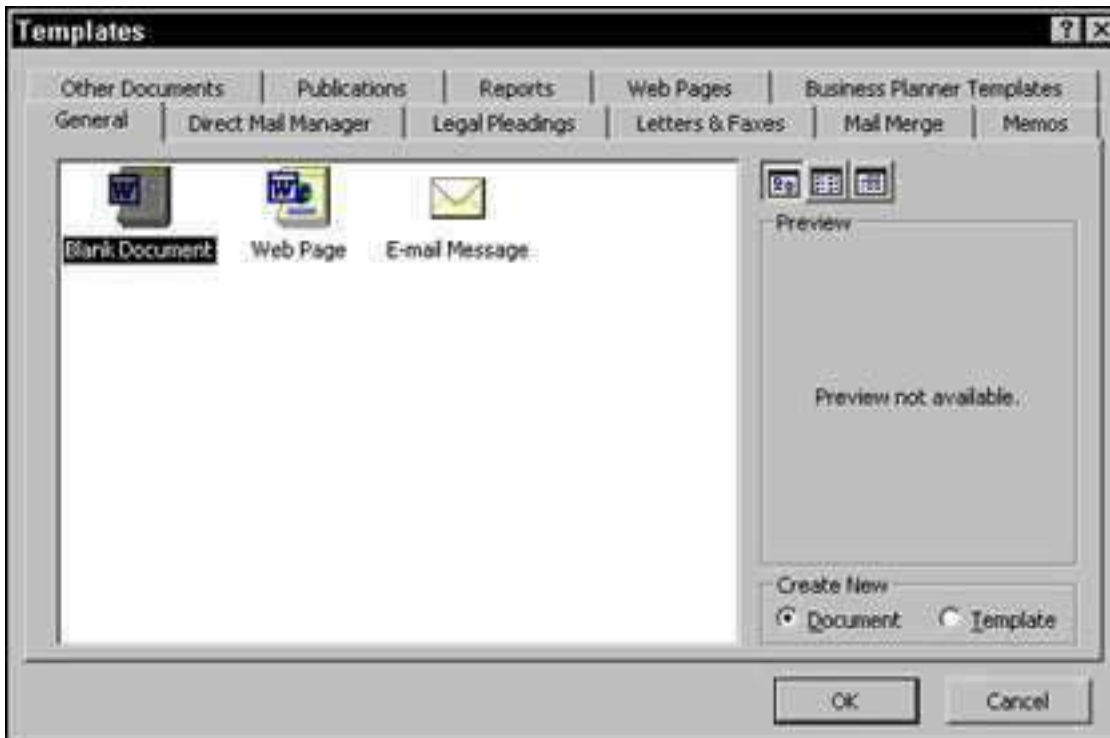 Templates
Other Documents Publications Reports Web Pages Business Planner Templates
General Direct Mail Manager Legal Pleadings Letters & Faxes Mail Merge Memos
Blank Document Web Page E-mail Message
Preview
Preview not available.
Create New
Document Template
OK Cancel